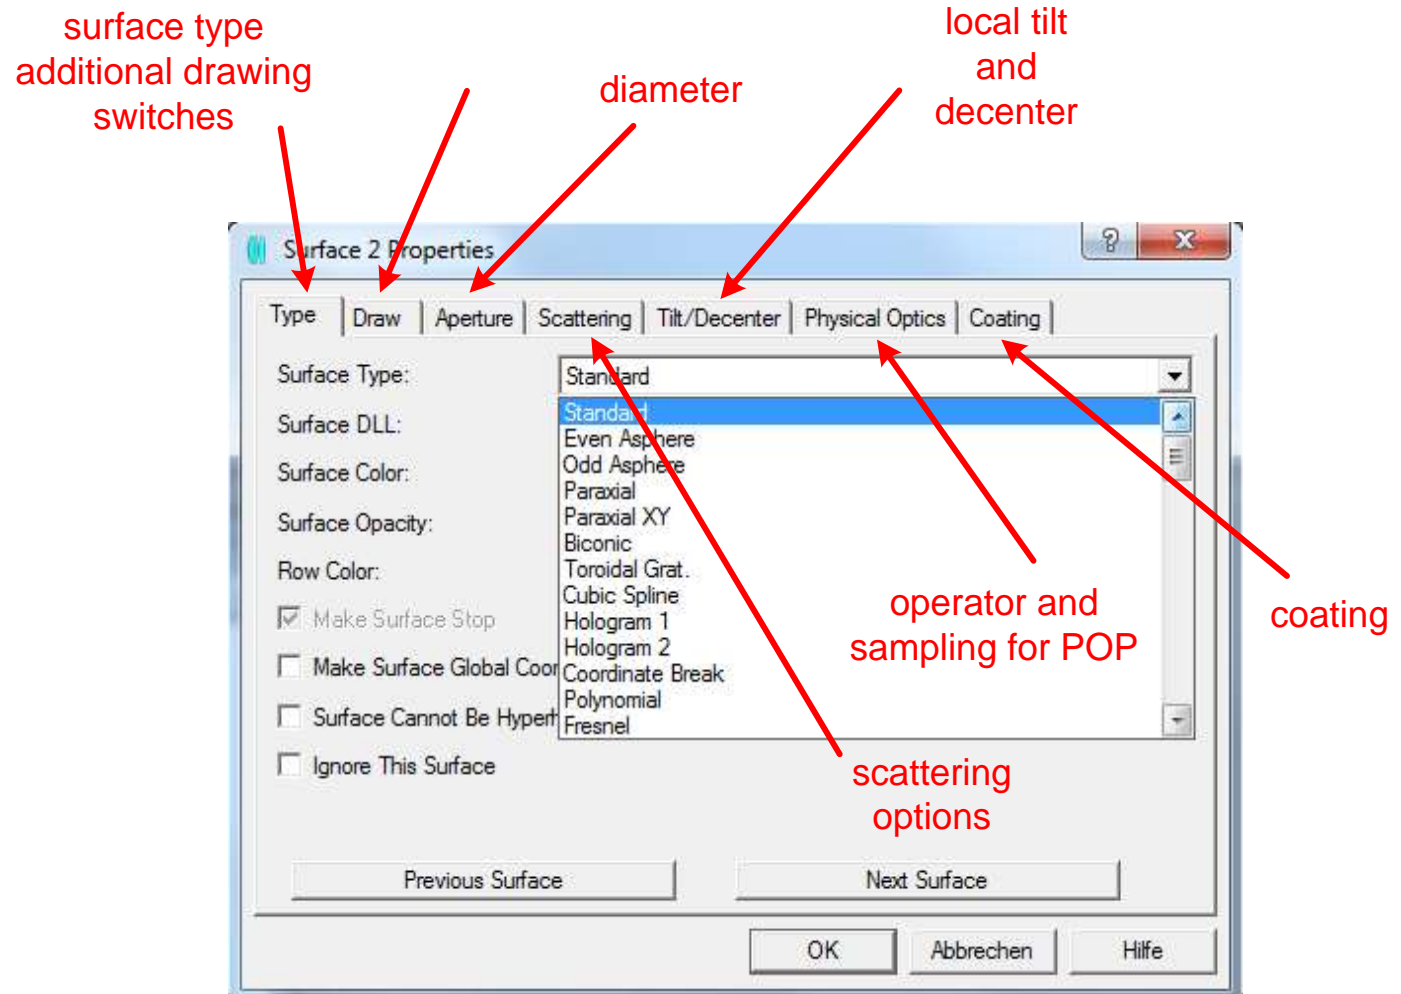 surface type
additional drawing
switches
diameter
local tilt
and
decenter
Surface 2 Properties
Type Draw Aperture Scattering Tilt/Decenter Physical Optics Coating
Surface Type: Standard
Surface DLL:
Surface Color:
Surface Opacity:
Row Color:
Make Surface Stop
Make Surface Global Coor
Surface Cannot Be Hyperh
Ignore This Surface
Standard
Even Asphere
Odd Asphere
Paraxial
Paraxial XY
Biconic
Toroidal Grat.
Cubic Spline
Hologram 1
Hologram 2
Coordinate Break
Polynomial
Fresnel
operator and
sampling for POP
coating
scattering
options
Previous Surface Next Surface
OK Abbrechen Hilfe